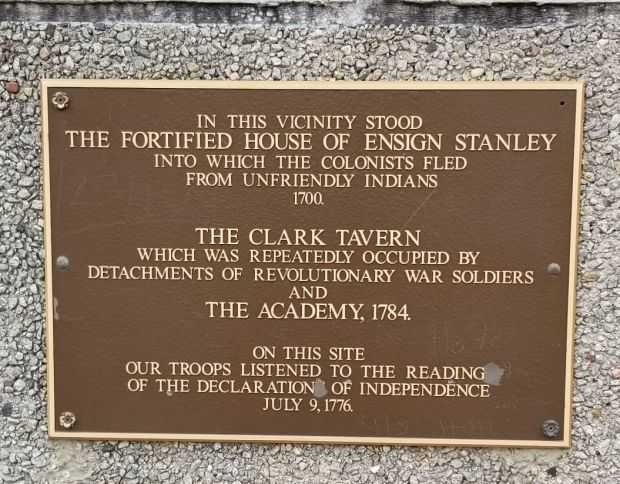 IN THIS VICINITY STOOD
THE FORTIFIED HOUSE OF ENSIGN STANLEY
INTO WHICH THE COLONISTS FLED
FROM UNFRIENDLY INDIANS
1700.
THE CLARK TAVERN
WHICH WAS REPEATEDLY OCCUPIED BY
DETACHMENTS OF REVOLUTIONARY WAR SOLDIERS
AND
THE ACADEMY, 1784.
ON THIS SITE
OUR TROOPS LISTENED TO THE READING
OF THE DECLARATION OF INDEPENDENCE
JULY 9, 1776.